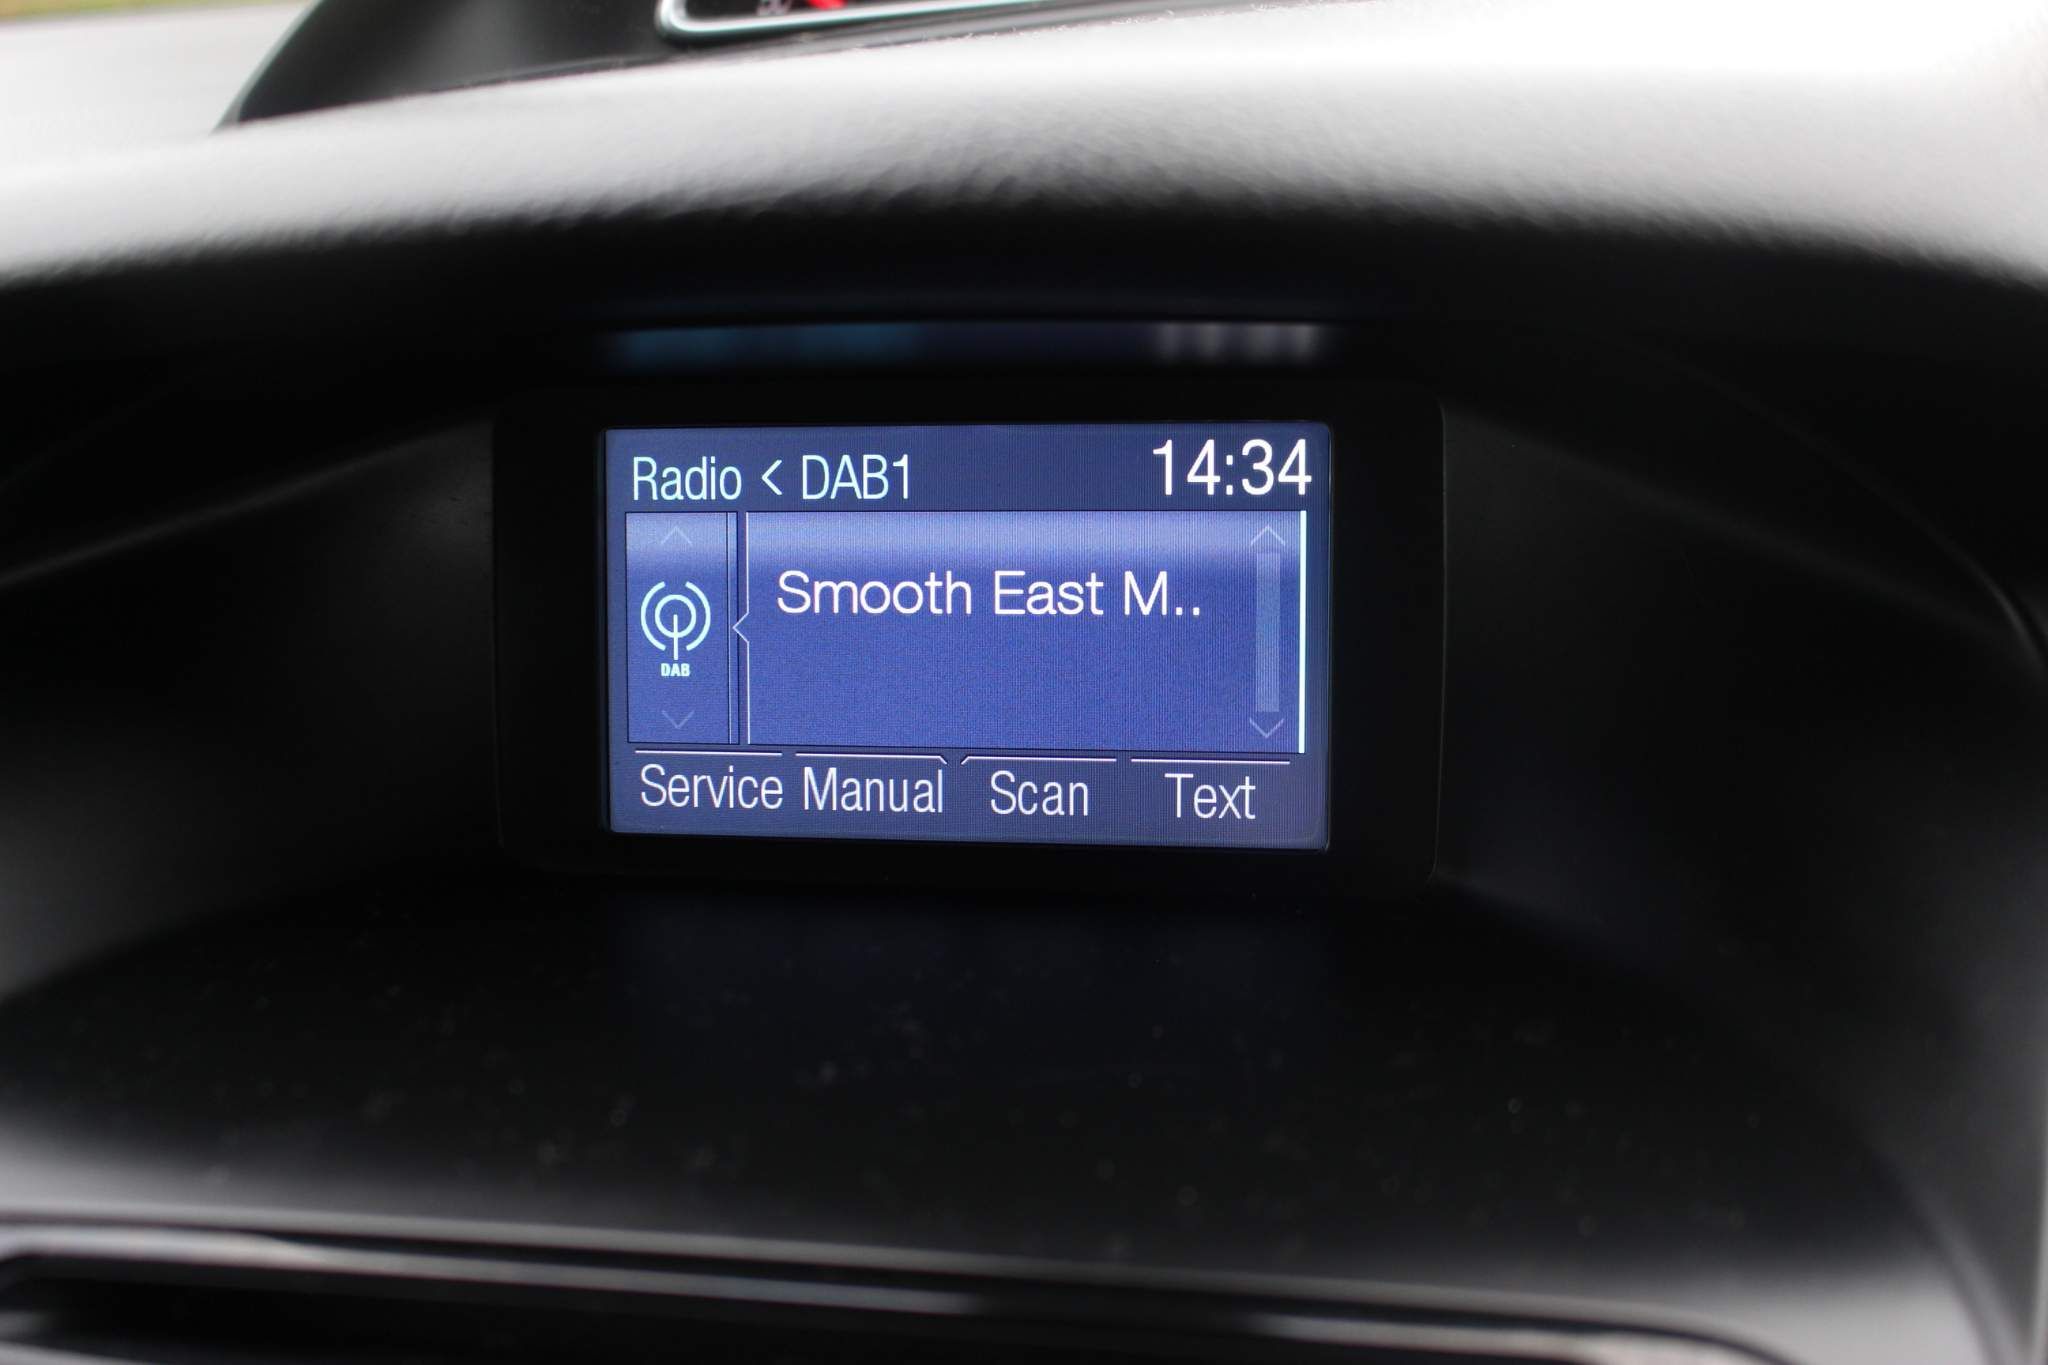 Radio < DAB1 14:34
DAB
Smooth East M..
Service Manual Scan Text